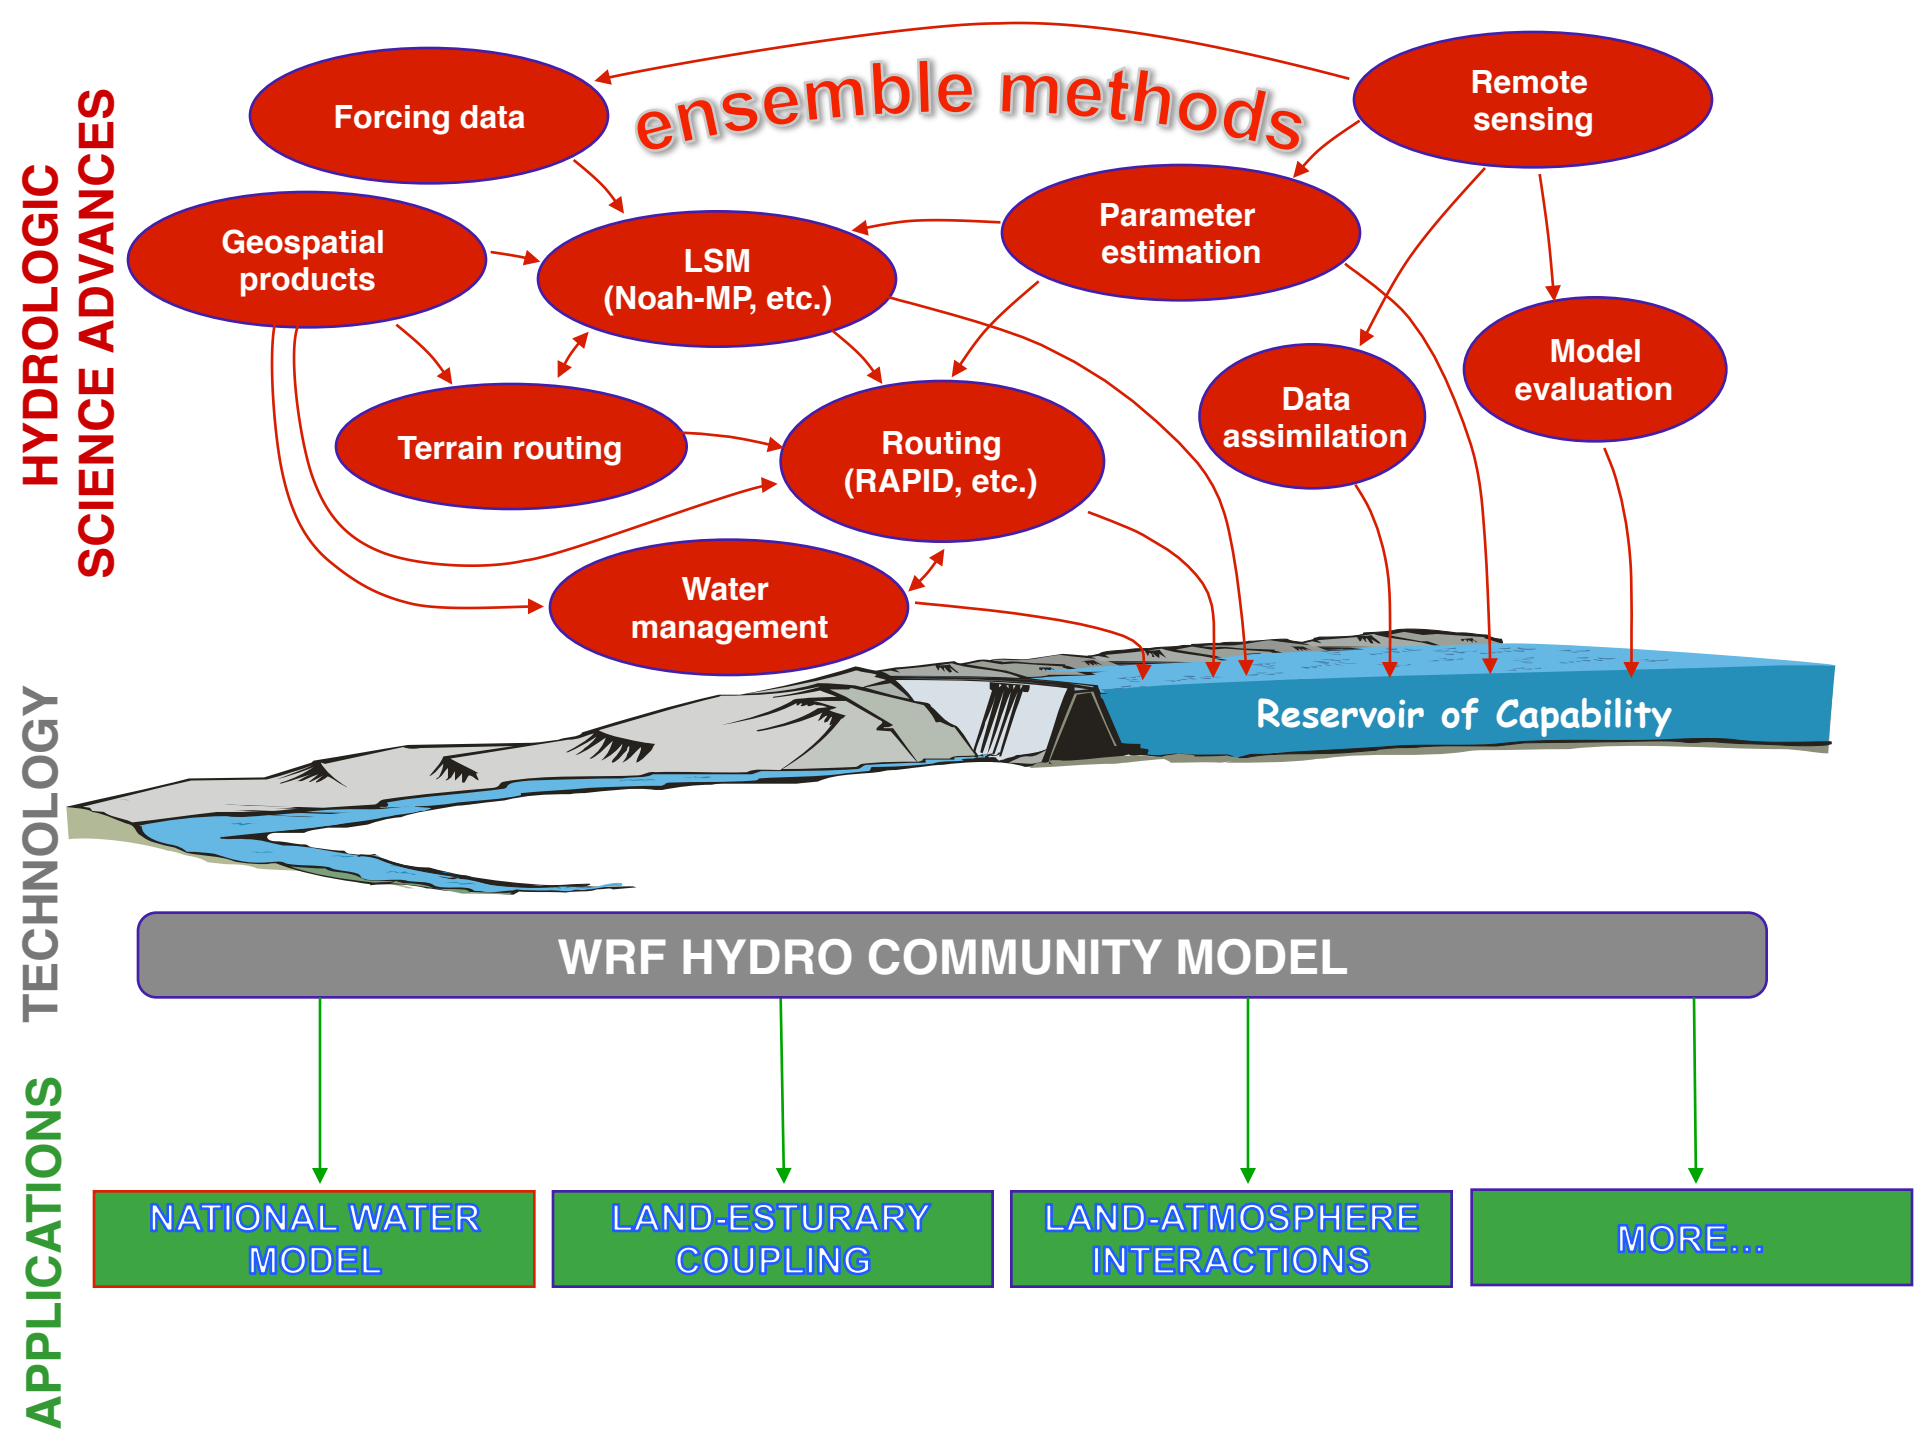 HYDROLOGIC
SCIENCE ADVANCES
ensemble methods
Forcing data
Remote
sensing
Geospatial
products
LSM
(Noah-MP, etc.)
Parameter
estimation
Terrain routing
Routing
(RAPID, etc.)
Data
assimilation
Model
evaluation
Water
management
TECHNOLOGY
Reservoir of Capability
WRF HYDRO COMMUNITY MODEL
APPLICATIONS
NATIONAL WATER
MODEL
LAND-ESTURARY
COUPLING
LAND-ATMOSPHERE
INTERACTIONS
MORE...